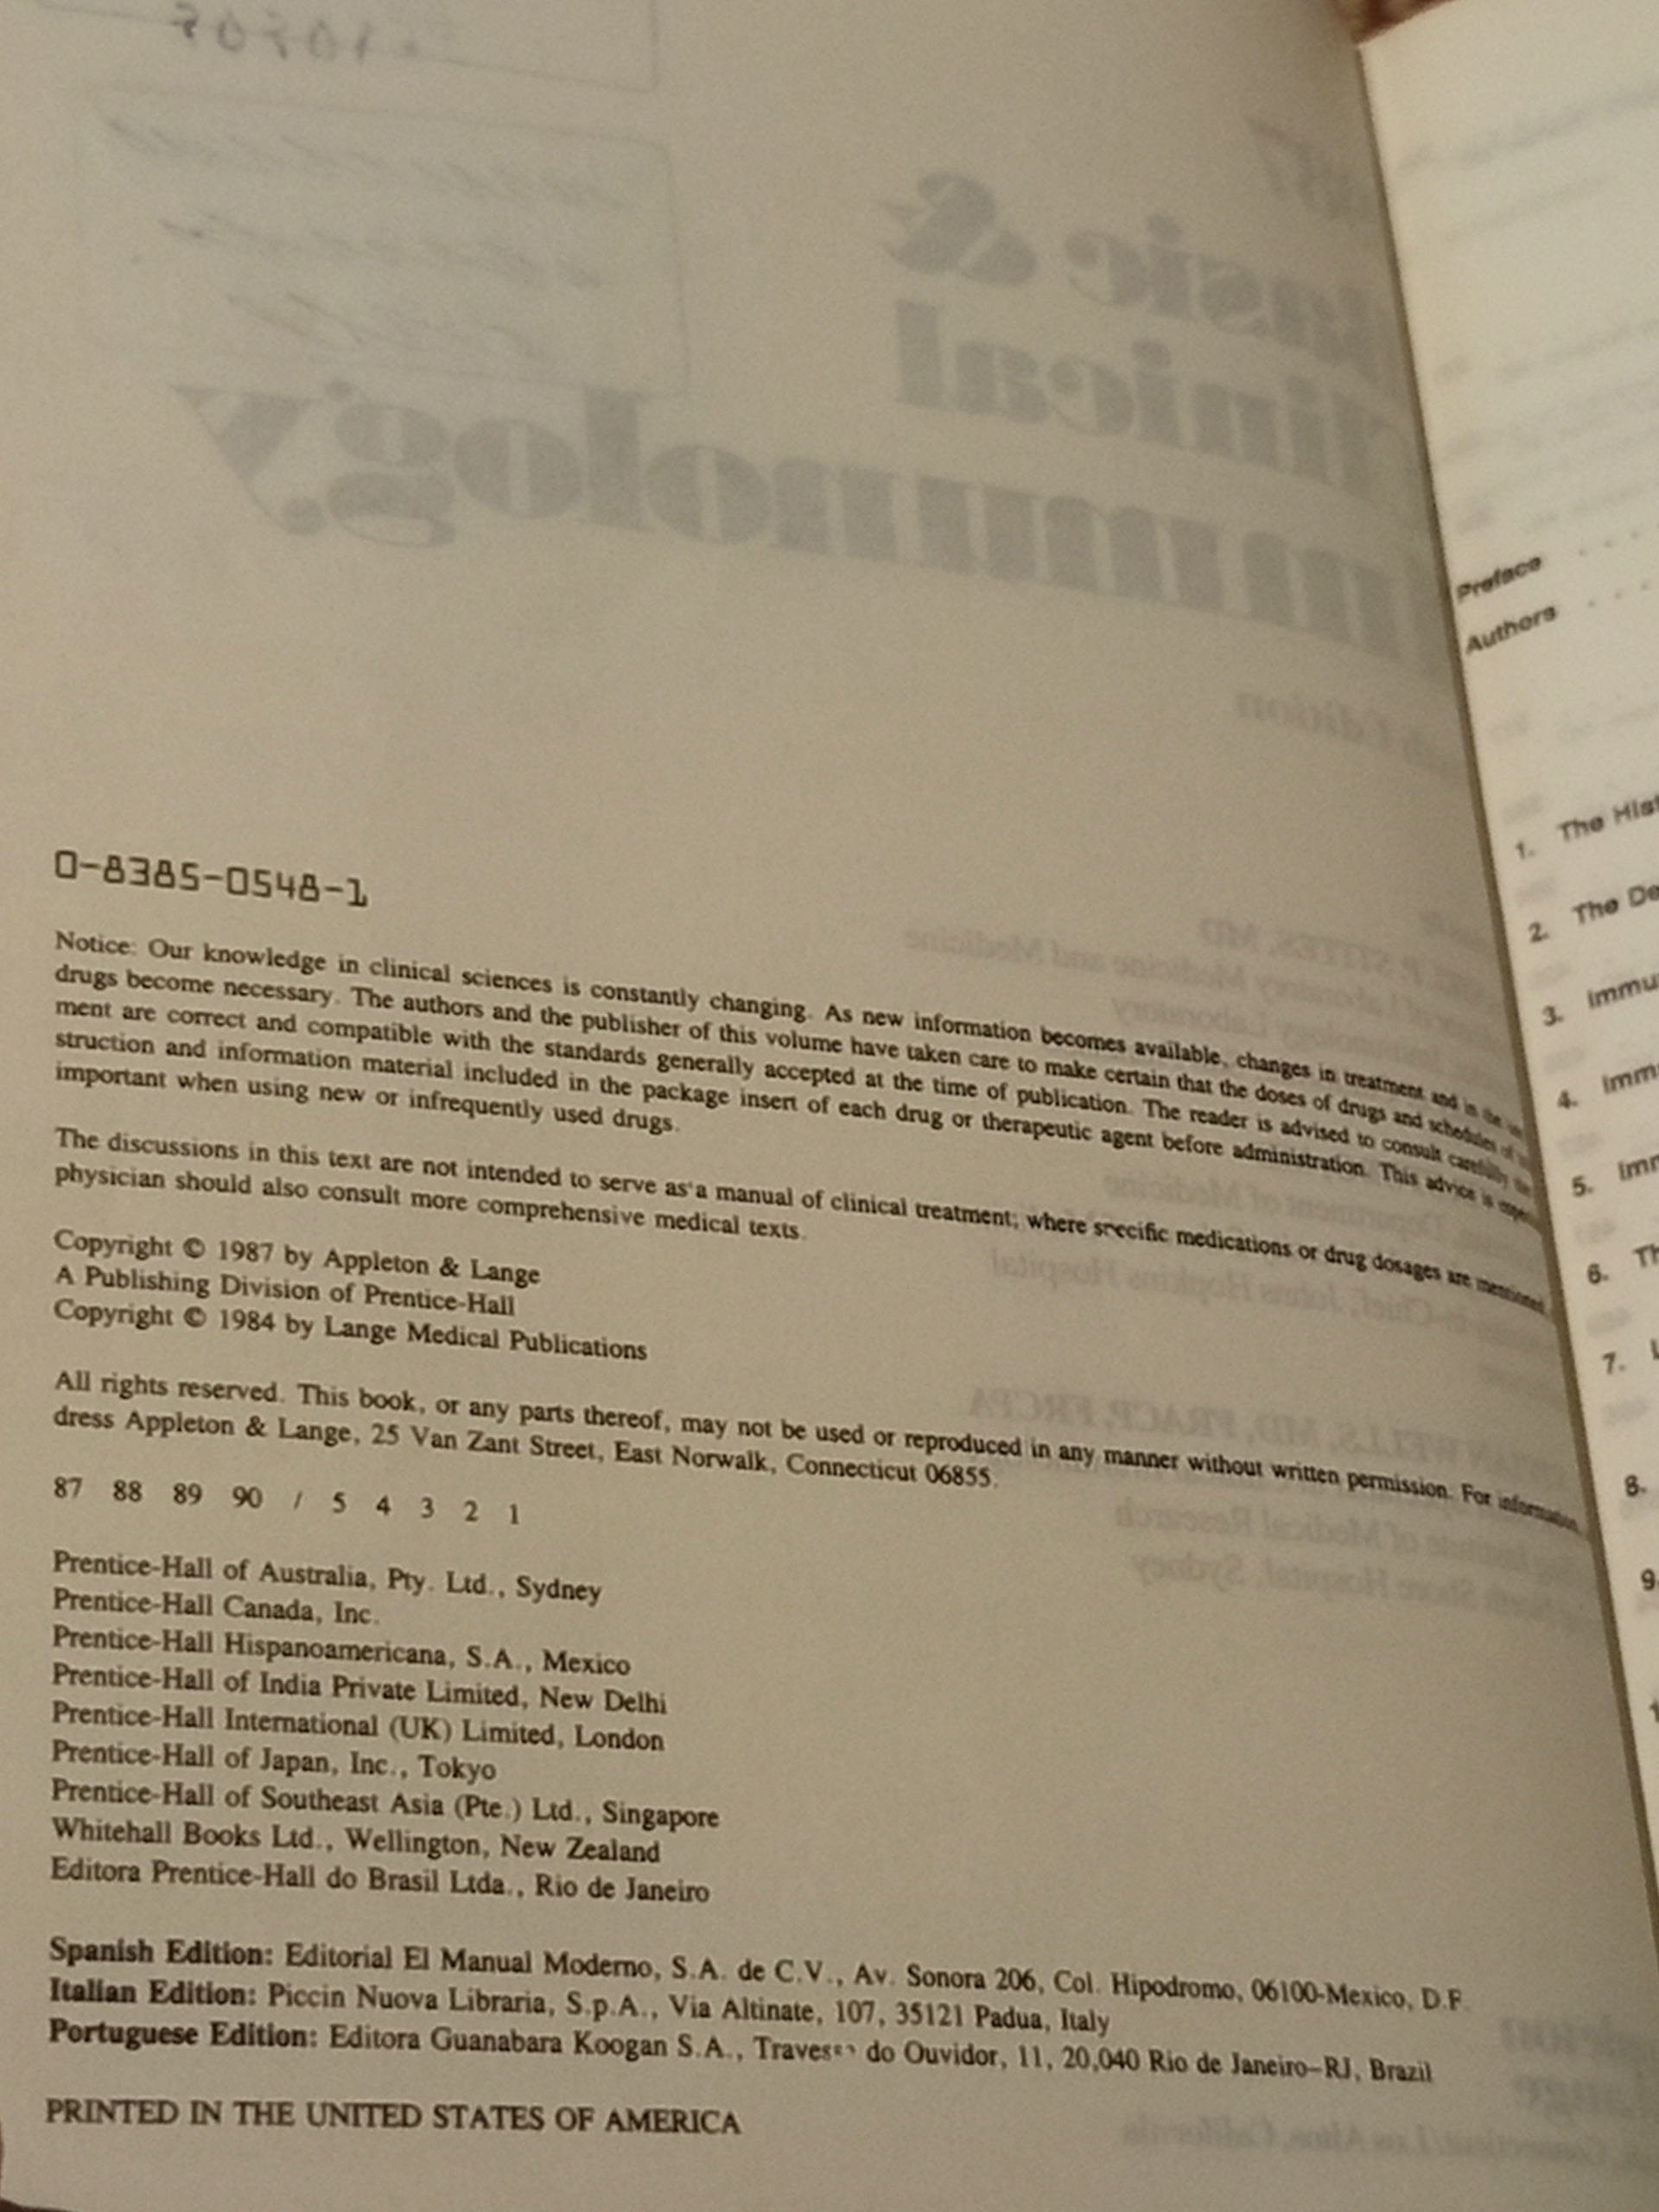 0-8385-0548-1
Notice: Our knowledge in clinical sciences is constantly changing. As new information becomes available, changes in treatment and in the
drugs become necessary. The authors and the publisher of this volume have taken care to make certain that the doses of drugs and schedules of
ment are correct and compatible with the standards generally accepted at the time of publication. The reader is advised to consult carefully the
struction and information material included in the package insert of each drug or therapeutic agent before administration. This advice is
important when using new or infrequently used drugs.
The discussions in this text are not intended to serve as a manual of clinical treatment; where specific medications or drug dosages are mentioned,
physician should also consult more comprehensive medical texts.
Copyright © 1987 by Appleton & Lange
A Publishing Division of Prentice-Hall
Copyright © 1984 by Lange Medical Publications
All rights reserved. This book, or any parts thereof, may not be used or reproduced in any manner without written permission. For information,
dress Appleton & Lange, 25 Van Zant Street, East Norwalk, Connecticut 06855.
87 88 89 90 / 5 4 3 2 1
Prentice-Hall of Australia, Pty. Ltd., Sydney
Prentice-Hall Canada, Inc.
Prentice-Hall Hispanoamericana, S.A., Mexico
Prentice-Hall of India Private Limited, New Delhi
Prentice-Hall International (UK) Limited, London
Prentice-Hall of Japan, Inc., Tokyo
Prentice-Hall of Southeast Asia (Pte.) Ltd., Singapore
Whitehall Books Ltd., Wellington, New Zealand
Editora Prentice-Hall do Brasil Ltda., Rio de Janeiro
Spanish Edition: Editorial El Manual Moderno, S.A. de C.V., Av. Sonora 206, Col. Hipodromo, 06100-Mexico, D.F.
Italian Edition: Piccin Nuova Libraria, S.p.A., Via Altinate, 107, 35121 Padua, Italy
Portuguese Edition: Editora Guanabara Koogan S.A., do Ouvidor, 11, 20,040 Rio de Janeiro–RJ, Brazil
PRINTED IN THE UNITED STATES OF AMERICA
Preface
Authors
1. The
2. The
3.
4.
5.
6.
7.
8.
9.